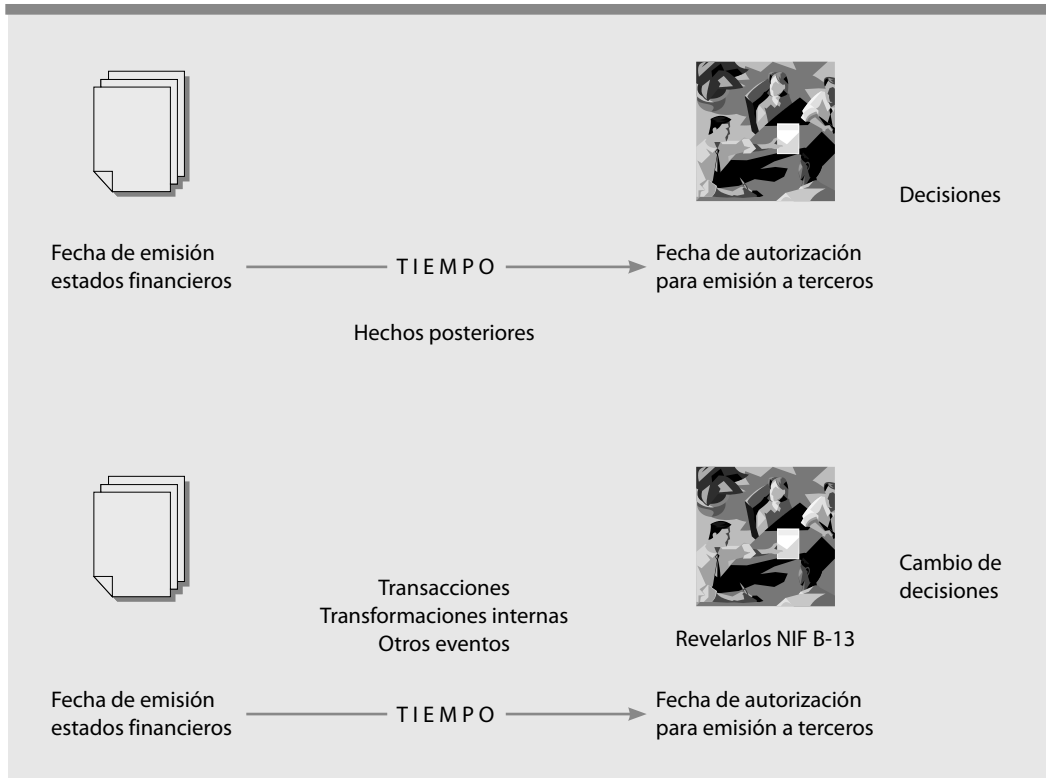 Decisiones
Fecha de emisión
estados financieros
TIEMPO
Fecha de autorización
para emisión a terceros
Hechos posteriores
Transacciones
Transformaciones internas
Otros eventos
Cambio de
decisiones
Revelarlos NIF B-13
Fecha de emisión
estados financieros
TIEMPO
Fecha de autorización
para emisión a terceros